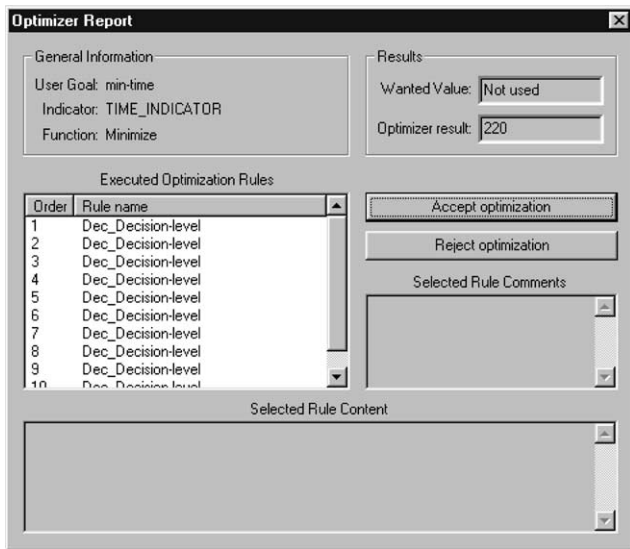 Optimizer Report
General Information
User Goal: min-time
Indicator: TIME_INDICATOR
Function: Minimize
Results
Wanted Value: Not used
Optimizer result: 220
Executed Optimization Rules
Order Rule name
1 Dec_Decision-level
2 Dec_Decision-level
3 Dec_Decision-level
4 Dec_Decision-level
5 Dec_Decision-level
6 Dec_Decision-level
7 Dec_Decision-level
8 Dec_Decision-level
9 Dec_Decision-level
10 Dec_Decision-level
Accept optimization
Reject optimization
Selected Rule Comments
Selected Rule Content